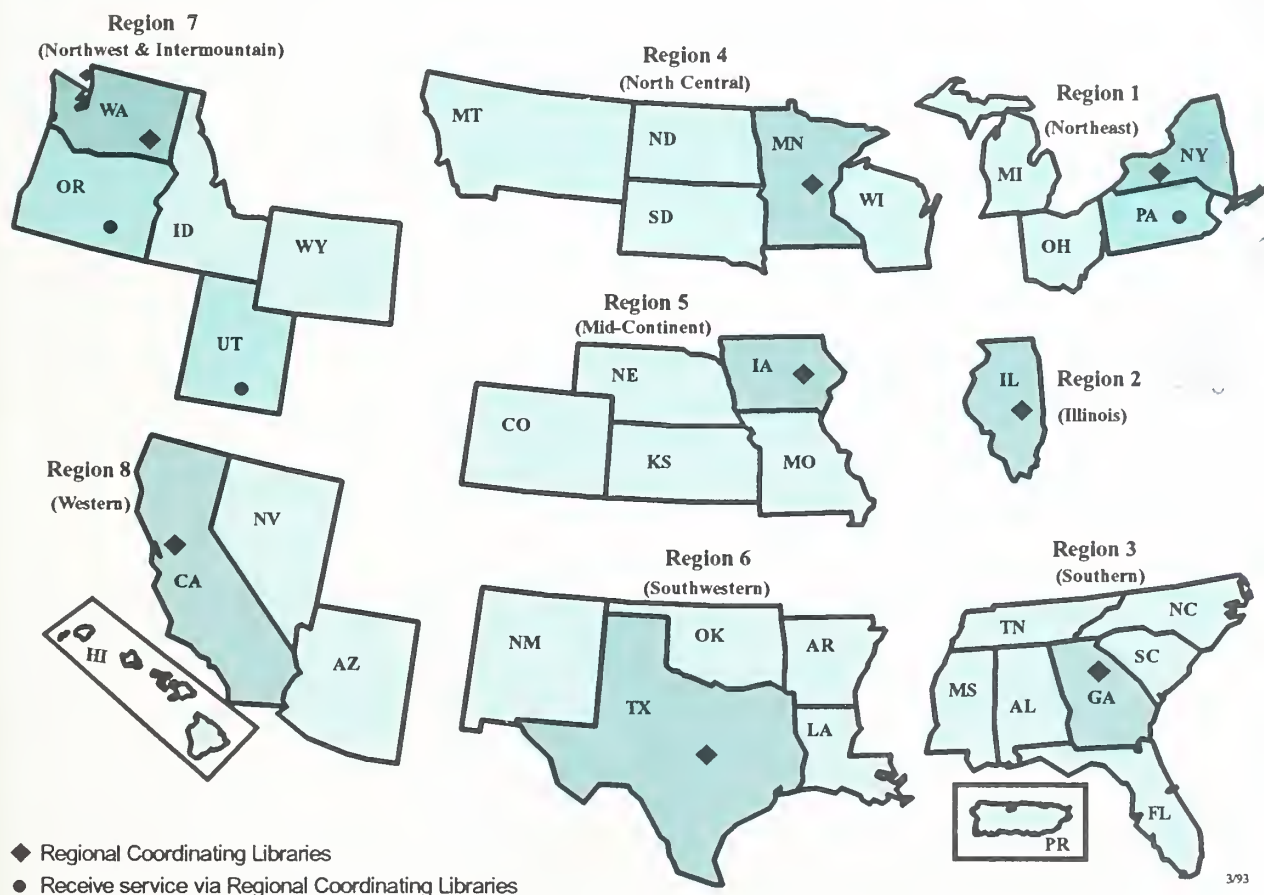 Region 7
(Northwest & Intermountain)
WA
OR
ID
WY
UT
Region 4
(North Central)
MT
ND
SD
MN
WI
Region 1
(Northeast)
MI
NY
PA
OH
Region 5
(Mid-Continent)
NE
IA
CO
KS
MO
IL
Region 2
(Illinois)
Region 8
(Western)
NV
CA
HI
AZ
Region 6
(Southwestern)
NM
OK
AR
TX
LA
Region 3
(Southern)
TN
NC
SC
MS
AL
GA
FL
PR
◆ Regional Coordinating Libraries
● Receive service via Regional Coordinating Libraries
3/93